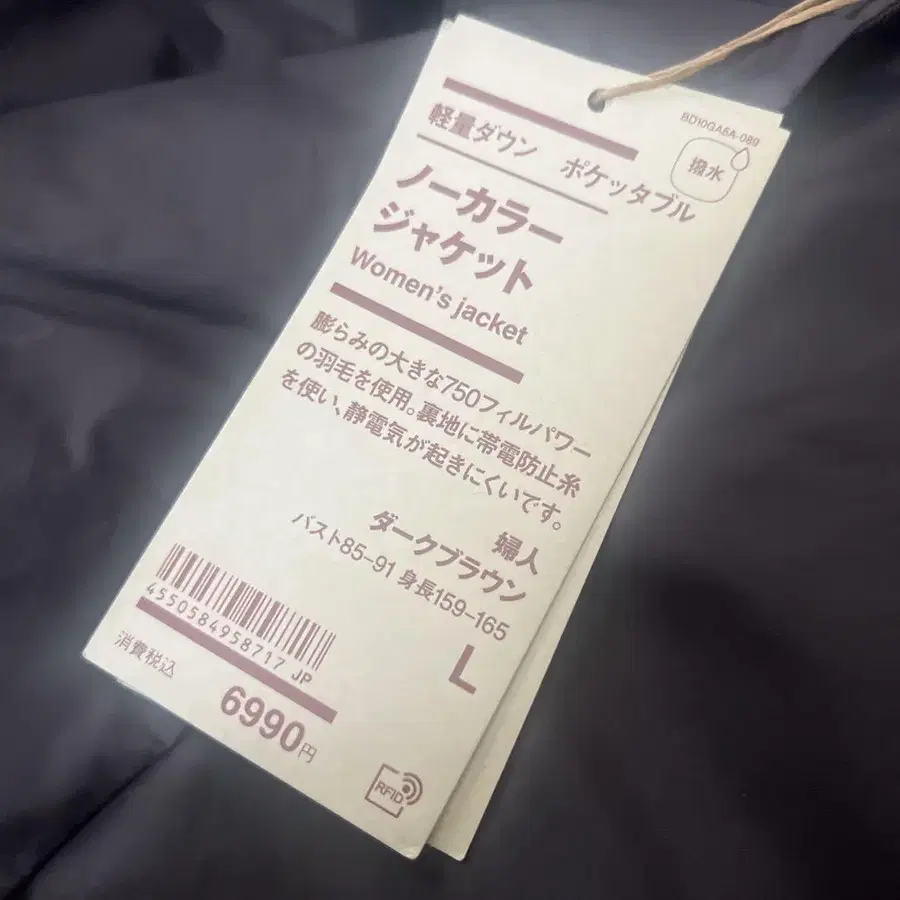 BD10GA6A-089
撥水
軽量ダウン ポケッタブル
ノーカラー
ジャケット
Women's jacket
膨らみの大きな750フィルパワー
の羽毛を使用。裏地に帯電防止糸
を使い、静電気が起きにくいです。
婦人
ダークブラウン
バスト85-91 身長159-165
L
4550584958717 JP
消費税込
6990円
RFID